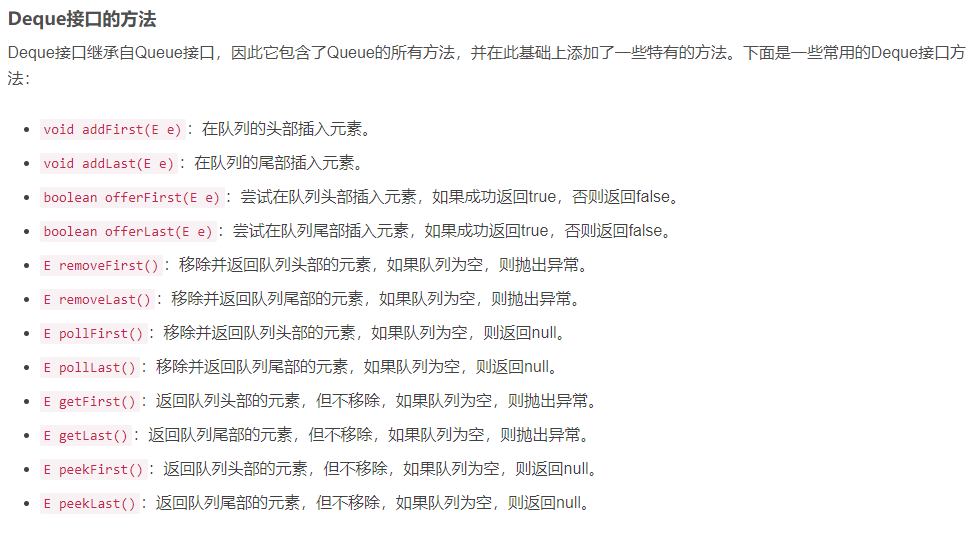 Deque接口的方法
Deque接口继承自Queue接口，因此它包含了Queue的所有方法，并在此基础上添加了一些特有的方法。下面是一些常用的Deque接口方
法：
void addFirst(E e)：在队列的头部插入元素。
void addLast(E e)：在队列的尾部插入元素。
boolean offerFirst(E e)：尝试在队列头部插入元素，如果成功返回true，否则返回false。
boolean offerLast(E e)：尝试在队列尾部插入元素，如果成功返回true，否则返回false。
E removeFirst()：移除并返回队列头部的元素，如果队列为空，则抛出异常。
E removeLast()：移除并返回队列尾部的元素，如果队列为空，则抛出异常。
E pollFirst()：移除并返回队列头部的元素，如果队列为空，则返回null。
E pollLast()：移除并返回队列尾部的元素，如果队列为空，则返回null。
E getFirst()：返回队列头部的元素，但不移除，如果队列为空，则抛出异常。
E getLast()：返回队列尾部的元素，但不移除，如果队列为空，则抛出异常。
E peekFirst()：返回队列头部的元素，但不移除，如果队列为空，则返回null。
E peekLast()：返回队列尾部的元素，但不移除，如果队列为空，则返回null。